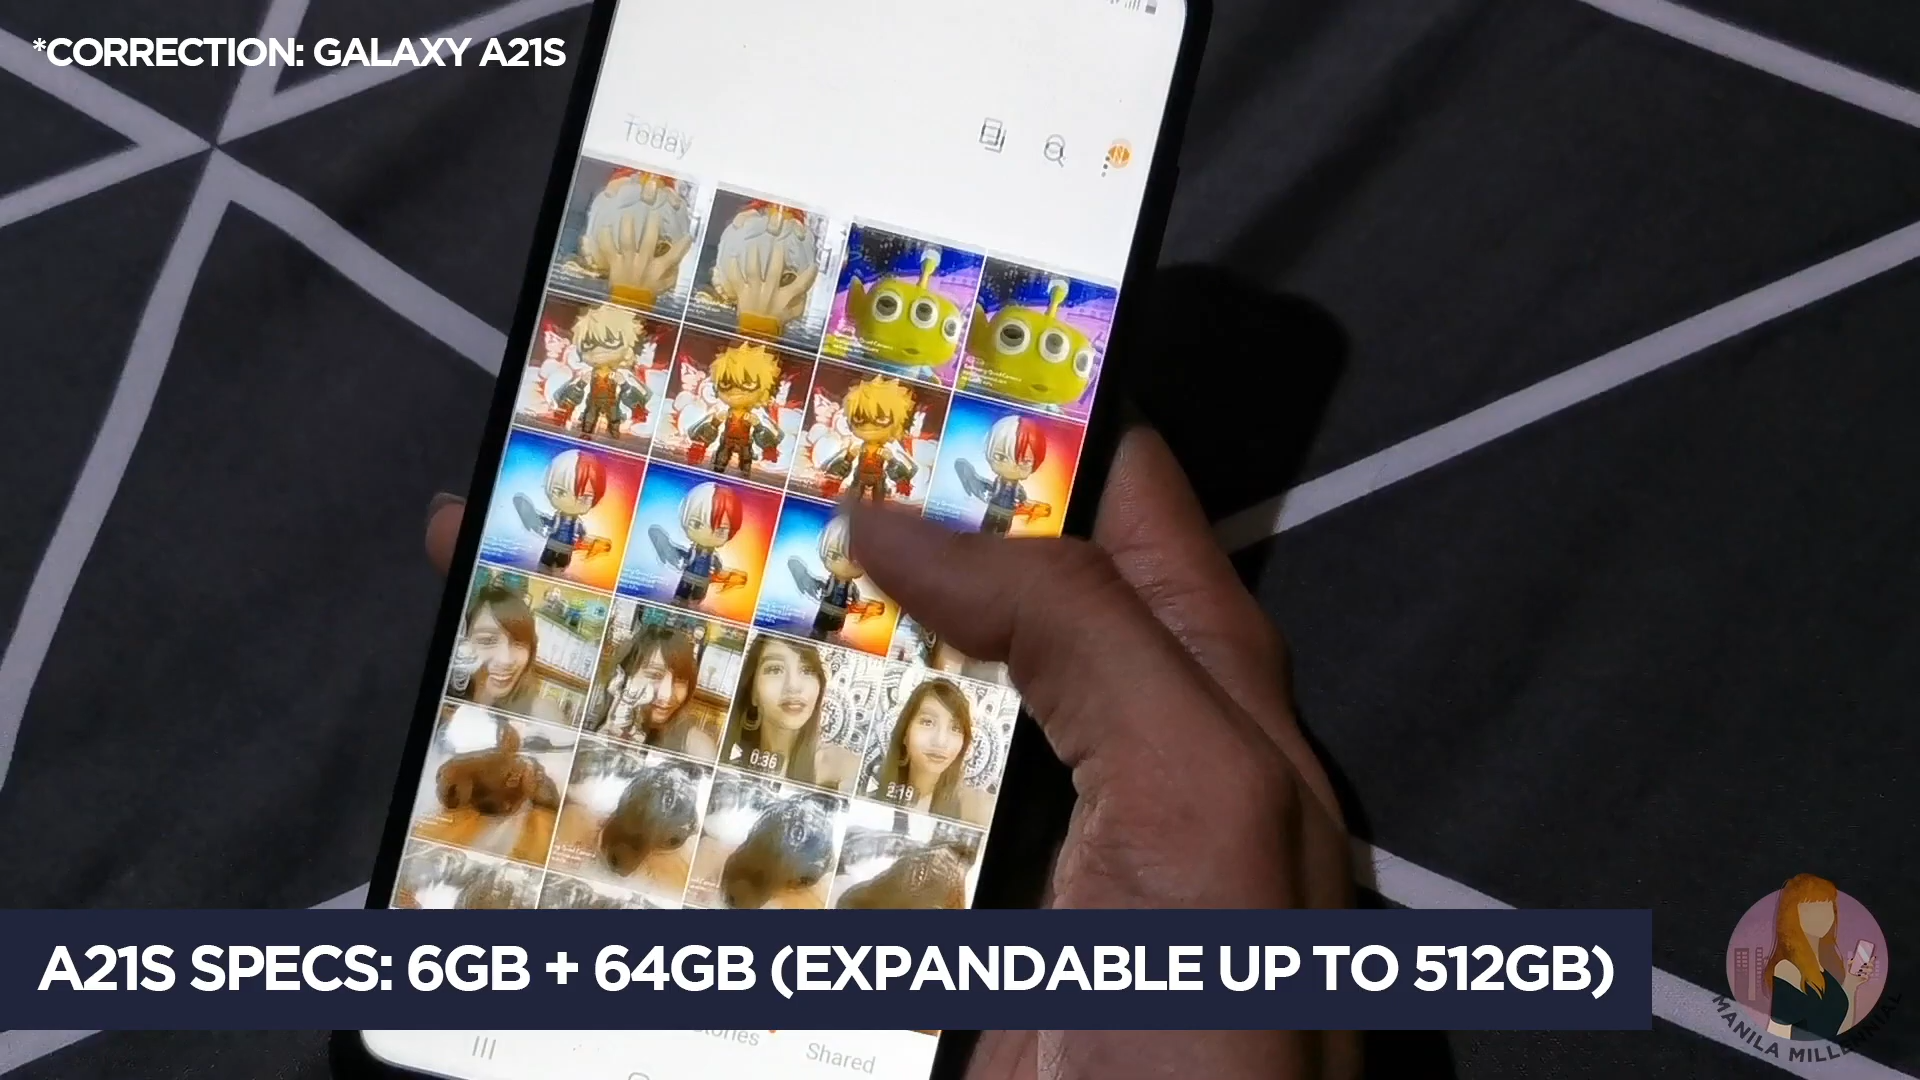 *CORRECTION: GALAXY A21S
Today
0:36
2:19
A21S SPECS: 6GB + 64GB (EXPANDABLE UP TO 512GB)
Stories
Shared
MANILA MILLENNIAL